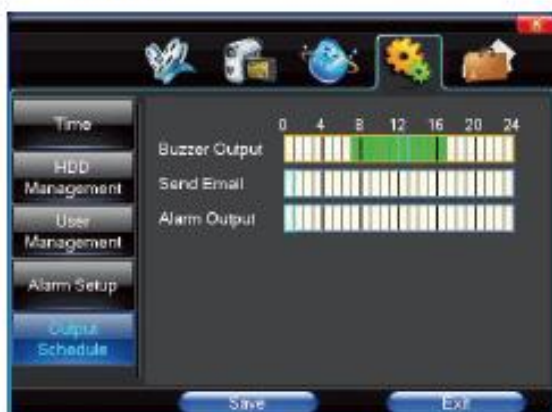 X
Time
HDD
Management
User
Management
Alarm Setup
Output
Schedule
0 4 8 12 16 20 24
Buzzer Output
Send Email
Alarm Output
Save
Exit